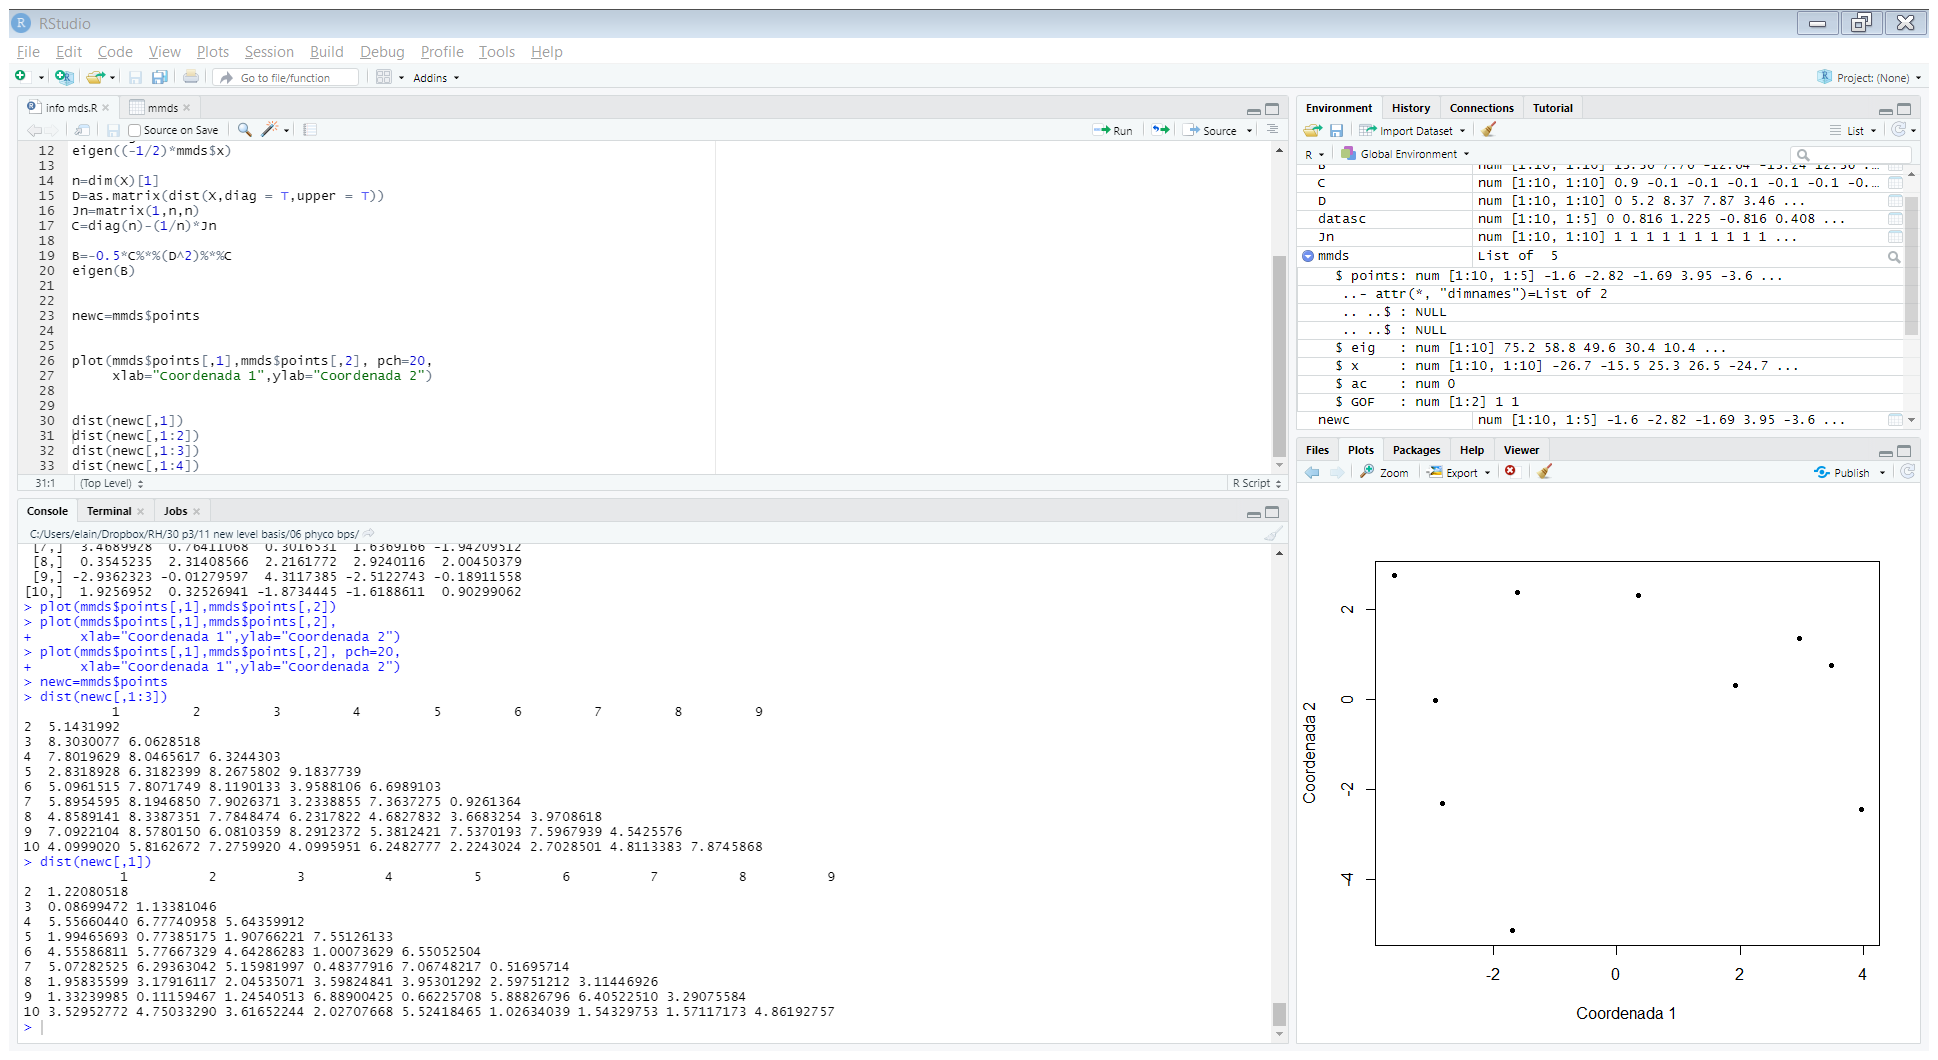 RStudio
File Edit Code View Plots Session Build Debug Profile Tools Help
Go to file/function Addins Project: (None)
info mds.R mmds
Source on Save Run Source
12 eigen((-1/2)*mmds$x)
13
14 n=dim(X)[1]
15 D=as.matrix(dist(X,diag = T,upper = T))
16 Jn=matrix(1,n,n)
17 C=diag(n)-(1/n)*Jn
18
19 B=-0.5*C%*%(D^2)%*%C
20 eigen(B)
21
22
23 newc=mmds$points
24
25
26 plot(mmds$points[,1],mmds$points[,2], pch=20,
27 xlab="Coordenada 1",ylab="Coordenada 2")
28
29
30 dist(newc[,1])
31 dist(newc[,1:2])
32 dist(newc[,1:3])
33 dist(newc[,1:4])
31:1 (Top Level) R Script
Console Terminal Jobs
C:/Users/elain/Dropbox/RH/30 p3/11 new level basis/06 phyco bps/
[7,] 3.4689928 0.76411068 0.3016531 1.6369166 -1.94209512
[8,] 0.3545235 2.31408566 2.2161772 2.9240116 2.00450379
[9,] -2.9362323 -0.01279597 4.3117385 -2.5122743 -0.18911558
[10,] 1.9256952 0.32526941 -1.8734445 -1.6188611 0.90299062
> plot(mmds$points[,1],mmds$points[,2])
> plot(mmds$points[,1],mmds$points[,2],
+ xlab="Coordenada 1",ylab="Coordenada 2")
> plot(mmds$points[,1],mmds$points[,2], pch=20,
+ xlab="Coordenada 1",ylab="Coordenada 2")
> newc=mmds$points
> dist(newc[,1:3])
1 2 3 4 5 6 7 8 9
2 5.1431992
3 8.3030077 6.0628518
4 7.8019629 8.0465617 6.3244303
5 2.8318928 6.3182399 8.2675802 9.1837739
6 5.0961515 7.8071749 8.1190133 3.9588106 6.6989103
7 5.8954595 8.1946850 7.9026371 3.2338855 7.3637275 0.9261364
8 4.8589141 8.3387351 7.7848474 6.2317822 4.6827832 3.6683254 3.9708618
9 7.0922104 8.5780150 6.0810359 8.2912372 5.3812421 7.5370193 7.5967939 4.5425576
10 4.0999020 5.8162672 7.2759920 4.0995951 6.2482777 2.2243024 2.7028501 4.8113383 7.8745868
> dist(newc[,1])
1 2 3 4 5 6 7 8 9
2 1.22080518
3 0.08699472 1.13381046
4 5.55660440 6.77740958 5.64359912
5 1.99465693 0.77385175 1.90766221 7.55126133
6 4.55586811 5.77667329 4.64286283 1.00073629 6.55052504
7 5.07282525 6.29363042 5.15981997 0.48377916 7.06748217 0.51695714
8 1.95835599 3.17916117 2.04535071 3.59824841 3.95301292 2.59751212 3.11446926
9 1.33239985 0.11159467 1.24540513 6.88900425 0.66225708 5.88826796 6.40522510 3.29075584
10 3.52952772 4.75033290 3.61652244 2.02707668 5.52418465 1.02634039 1.54329753 1.57117173 4.86192757
>
Environment History Connections Tutorial
Import Dataset List
R Global Environment
C num [1:10, 1:10] 0.9 -0.1 -0.1 -0.1 -0.1 -0.…
D num [1:10, 1:10] 0 5.2 8.37 7.87 3.46 ...
datasc num [1:10, 1:5] 0 0.816 1.225 -0.816 0.408 ...
Jn num [1:10, 1:10] 1 1 1 1 1 1 1 1 1 1 ...
mmds List of 5
$ points: num [1:10, 1:5] -1.6 -2.82 -1.69 3.95 -3.6 ...
..- attr(*, "dimnames")=List of 2
.. ..$ : NULL
.. ..$ : NULL
$ eig : num [1:10] 75.2 58.8 49.6 30.4 10.4 ...
$ x : num [1:10, 1:10] -26.7 -15.5 25.3 26.5 -24.7 ...
$ ac : num 0
$ GOF : num [1:2] 1 1
newc num [1:10, 1:5] -1.6 -2.82 -1.69 3.95 -3.6 ...
Files Plots Packages Help Viewer
Zoom Export Publish
2
0
-2
-4
Coordenada 2
-2 0 2 4
Coordenada 1